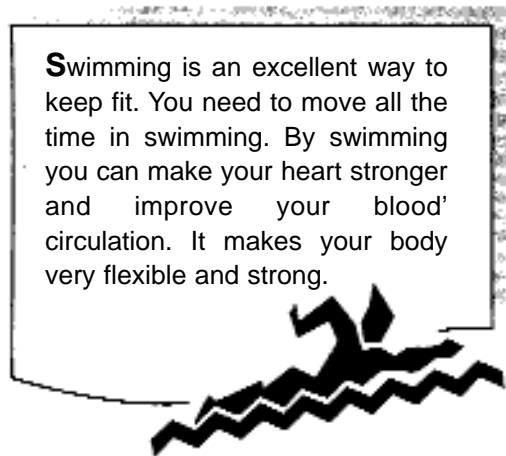 Swimming is an excellent way to
keep fit. You need to move all the
time in swimming. By swimming
you can make your heart stronger
and improve your blood’
circulation. It makes your body
very flexible and strong.